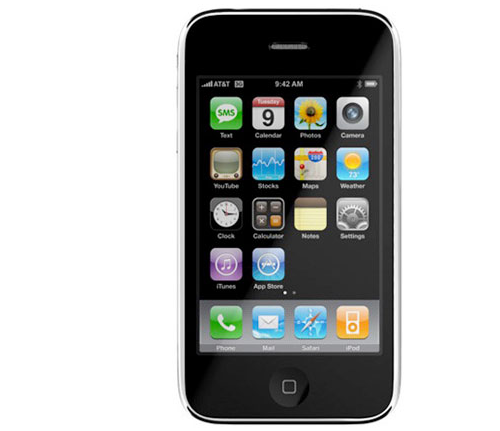 AT&T 3G 9:42 AM
SMS Tuesday 9 280 73°
Text Calendar Photos Camera
YouTube Stocks Maps Weather
Clock Calculator Notes Settings
iTunes App Store
Phone Mail Safari iPod